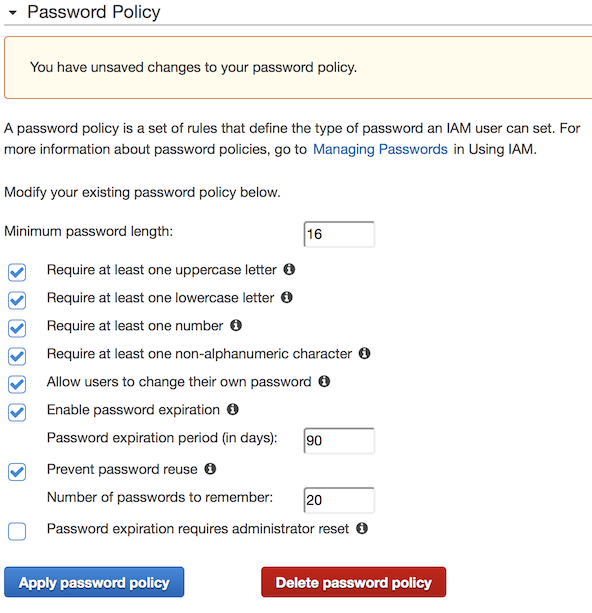 Password Policy
You have unsaved changes to your password policy.
A password policy is a set of rules that define the type of password an IAM user can set. For
more information about password policies, go to Managing Passwords in Using IAM.
Modify your existing password policy below.
Minimum password length: 16
Require at least one uppercase letter
Require at least one lowercase letter
Require at least one number
Require at least one non-alphanumeric character
Allow users to change their own password
Enable password expiration
Password expiration period (in days): 90
Prevent password reuse
Number of passwords to remember: 20
Password expiration requires administrator reset
Apply password policy Delete password policy